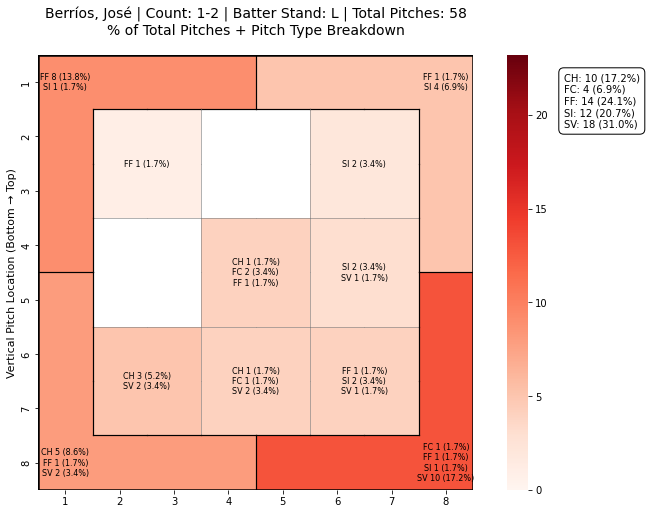 Berríos, José | Count: 1-2 | Batter Stand: L | Total Pitches: 58
% of Total Pitches + Pitch Type Breakdown
FF 8 (13.8%)
SI 1 (1.7%)
FF 1 (1.7%)
SI 4 (6.9%)
FF 1 (1.7%)
SI 2 (3.4%)
CH 1 (1.7%)
FC 2 (3.4%)
FF 1 (1.7%)
SI 2 (3.4%)
SV 1 (1.7%)
CH 3 (5.2%)
SV 2 (3.4%)
CH 1 (1.7%)
FC 1 (1.7%)
SV 2 (3.4%)
FF 1 (1.7%)
SI 2 (3.4%)
SV 1 (1.7%)
CH 5 (8.6%)
FF 1 (1.7%)
SV 2 (3.4%)
FC 1 (1.7%)
FF 1 (1.7%)
SI 1 (1.7%)
SV 10 (17.2%)
Vertical Pitch Location (Bottom → Top)
1
2
3
4
5
6
7
8
1 2 3 4 5 6 7 8
20
15
10
5
0
CH: 10 (17.2%)
FC: 4 (6.9%)
FF: 14 (24.1%)
SI: 12 (20.7%)
SV: 18 (31.0%)